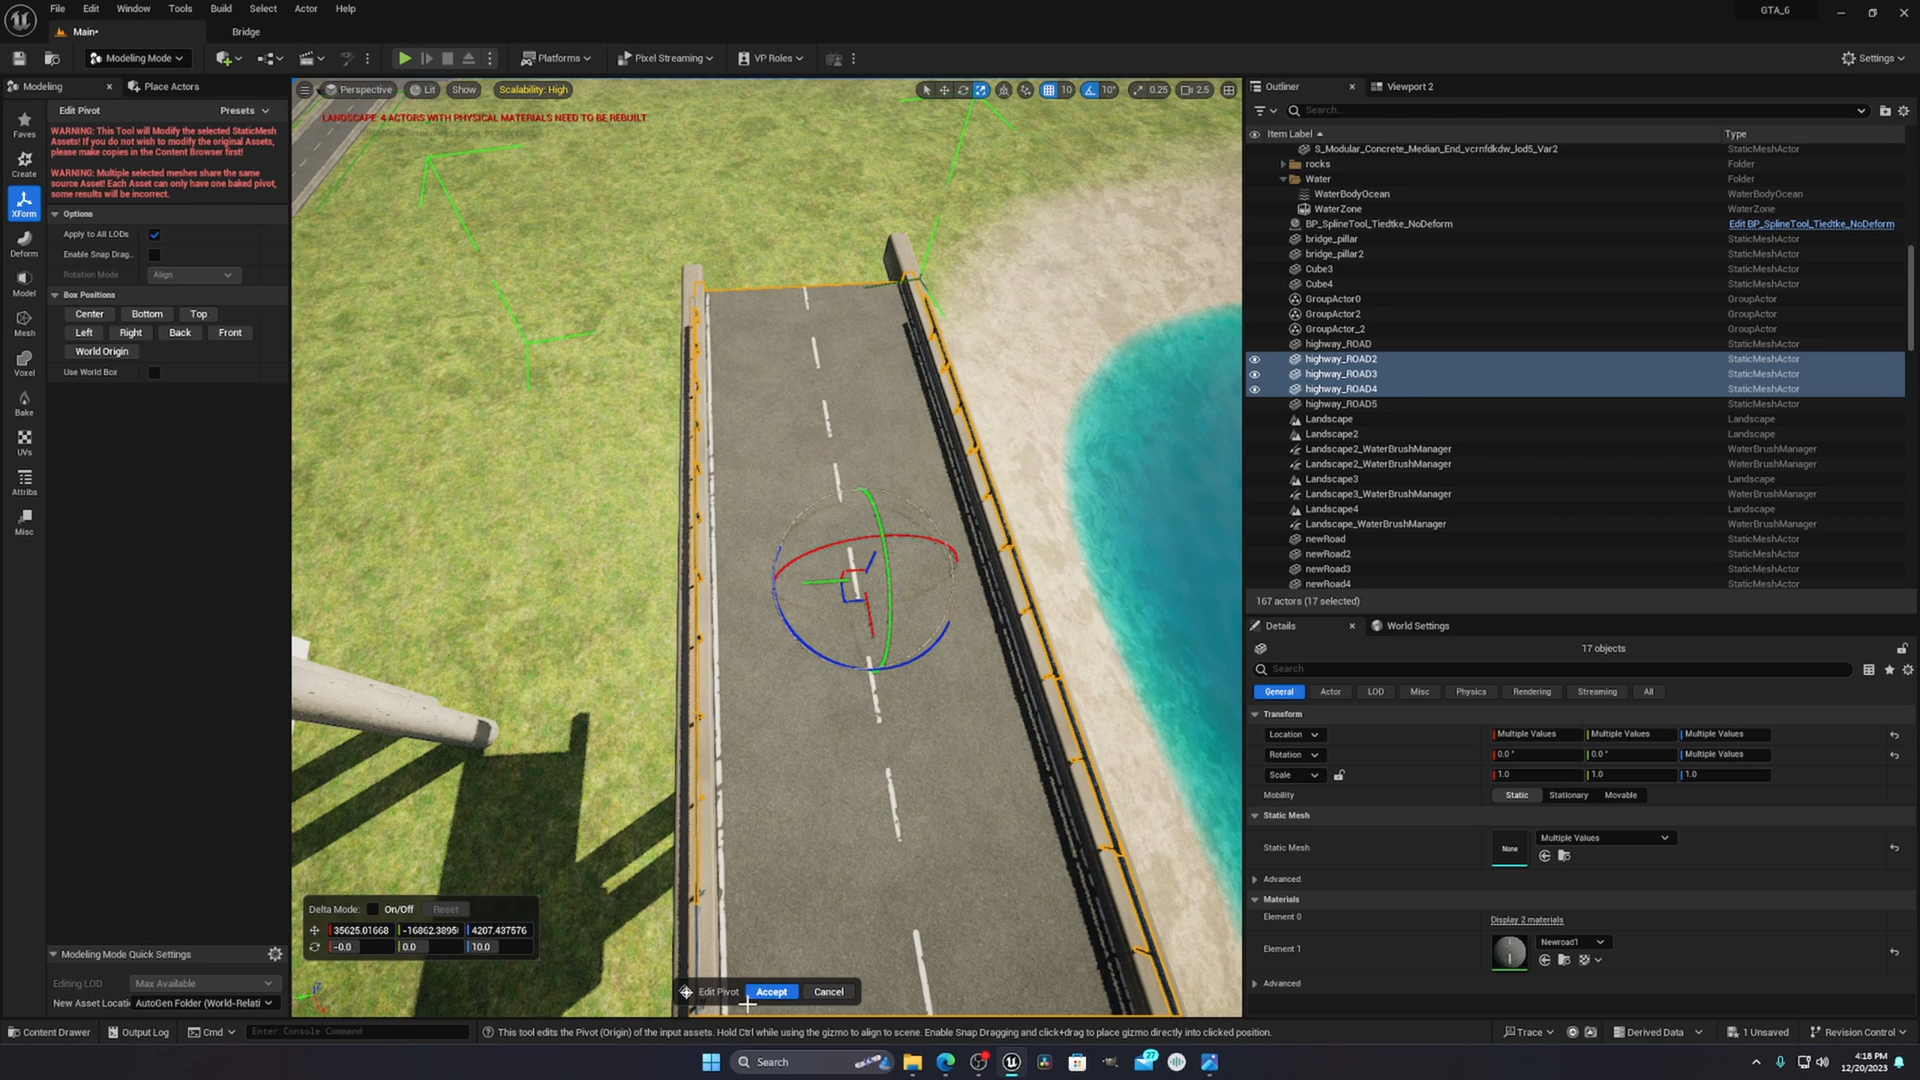 File Edit Window Tools Build Select Actor Help
GTA_6
Main•
Bridge
Modeling Mode
Platforms
Pixel Streaming
VP Roles
Settings
Modeling
Place Actors
Edit Pivot
Presets
WARNING: This Tool will Modify the selected StaticMesh
Assets! If you do not wish to modify the original Assets,
please make copies in the Content Browser first!
WARNING: Multiple selected meshes share the same
source Asset! Each Asset can only have one baked pivot,
some results will be incorrect.
Options
Apply to All LODs
Enable Snap Drag...
Rotation Mode
Align
Box Positions
Center Bottom Top
Left Right Back Front
World Origin
Use World Box
Faves
Create
XForm
Deform
Model
Mesh
Voxel
Bake
UVs
Attribs
Misc
Modeling Mode Quick Settings
Editing LOD
Max Available
New Asset Locati
AutoGen Folder (World-Relati
Perspective
Lit
Show
Scalability: High
10
10°
0.25
2.5
LANDSCAPE: 4 ACTORS WITH PHYSICAL MATERIALS NEED TO BE REBUILT
Delta Mode:
On/Off
Reset
35625.01668 -16862.3895 4207.437576
-0.0 0.0 10.0
Edit Pivot
Accept
Cancel
Outliner
Viewport 2
Search...
Item Label
Type
S_Modular_Concrete_Median_End_vcrnfdkdw_lod5_Var2 StaticMeshActor
rocks Folder
Water Folder
WaterBodyOcean WaterBodyOcean
WaterZone WaterZone
BP_SplineTool_Tiedtke_NoDeform Edit BP_SplineTool_Tiedtke_NoDeform
bridge_pillar StaticMeshActor
bridge_pillar2 StaticMeshActor
Cube3 StaticMeshActor
Cube4 StaticMeshActor
GroupActor0 GroupActor
GroupActor2 GroupActor
GroupActor_2 GroupActor
highway_ROAD StaticMeshActor
highway_ROAD2 StaticMeshActor
highway_ROAD3 StaticMeshActor
highway_ROAD4 StaticMeshActor
highway_ROAD5 StaticMeshActor
Landscape Landscape
Landscape2 Landscape
Landscape2_WaterBrushManager WaterBrushManager
Landscape2_WaterBrushManager WaterBrushManager
Landscape3 Landscape
Landscape3_WaterBrushManager WaterBrushManager
Landscape4 Landscape
Landscape_WaterBrushManager WaterBrushManager
newRoad StaticMeshActor
newRoad2 StaticMeshActor
newRoad3 StaticMeshActor
newRoad4 StaticMeshActor
167 actors (17 selected)
Details
World Settings
17 objects
Search
General Actor LOD Misc Physics Rendering Streaming All
Transform
Location Multiple Values Multiple Values Multiple Values
Rotation 0.0° 0.0° Multiple Values
Scale 1.0 1.0 1.0
Mobility Static Stationary Movable
Static Mesh
Static Mesh
None
Multiple Values
Advanced
Materials
Element 0
Display 2 materials
Element 1
Newroad1
Advanced
Content Drawer
Output Log
Cmd
Enter Console Command
This tool edits the Pivot (Origin) of the input assets. Hold Ctrl while using the gizmo to align to scene. Enable Snap Dragging and click+drag to place gizmo directly into clicked position.
Trace
Derived Data
1 Unsaved
Revision Control
Search
27
4:18 PM
12/20/2023